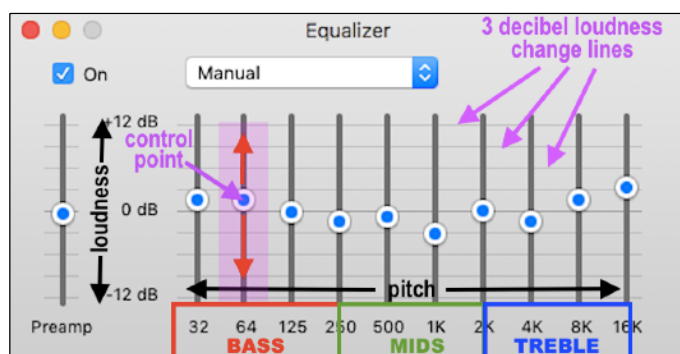 Equalizer
3 decibel loudness
change lines
On
Manual
+12 dB
control
point
loudness
0 dB
-12 dB
pitch
Preamp
32 64 125 250 500 1K 2K 4K 8K 16K
BASS MIDS TREBLE